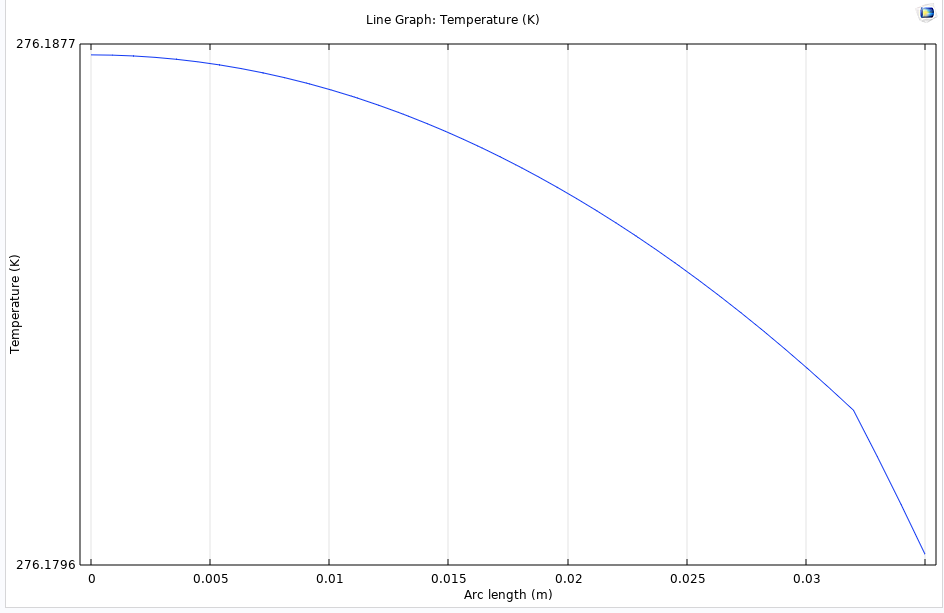 Line Graph: Temperature (K)
276.1877
Temperature (K)
276.1796
0 0.005 0.01 0.015 0.02 0.025 0.03
Arc length (m)